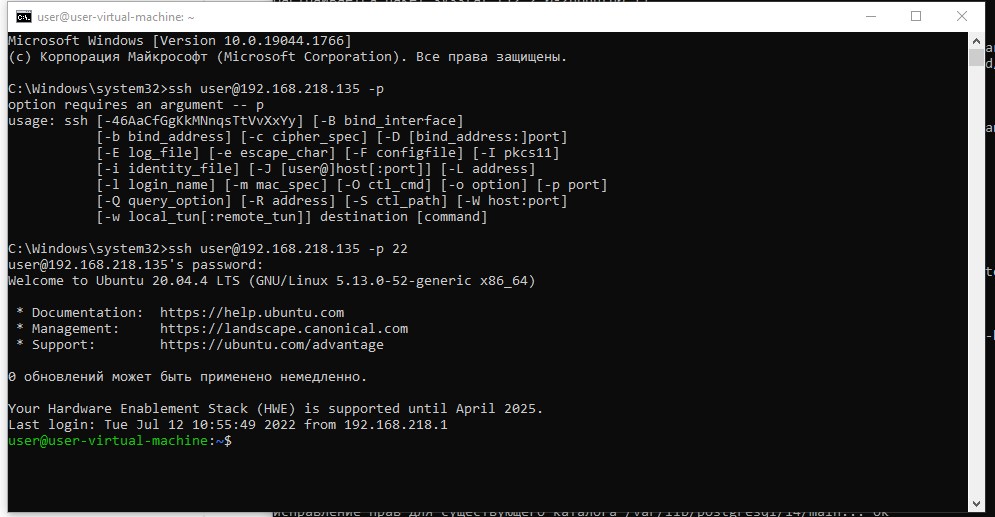 user@user-virtual-machine: ~
Microsoft Windows [Version 10.0.19044.1766]
(c) Корпорация Майкрософт (Microsoft Corporation). Все права защищены.
C:\Windows\system32>ssh user@192.168.218.135 -p
option requires an argument -- p
usage: ssh [-46AaCfGgKkMNnqsTtVvXxYy] [-B bind_interface]
[-b bind_address] [-c cipher_spec] [-D [bind_address:]port]
[-E log_file] [-e escape_char] [-F configfile] [-I pkcs11]
[-i identity_file] [-J [user@]host[:port]] [-L address]
[-l login_name] [-m mac_spec] [-O ctl_cmd] [-o option] [-p port]
[-Q query_option] [-R address] [-S ctl_path] [-W host:port]
[-w local_tun[:remote_tun]] destination [command]
C:\Windows\system32>ssh user@192.168.218.135 -p 22
user@192.168.218.135's password:
Welcome to Ubuntu 20.04.4 LTS (GNU/Linux 5.13.0-52-generic x86_64)
* Documentation:  https://help.ubuntu.com
* Management:     https://landscape.canonical.com
* Support:        https://ubuntu.com/advantage
0 обновлений может быть применено немедленно.
Your Hardware Enablement Stack (HWE) is supported until April 2025.
Last login: Tue Jul 12 10:55:49 2022 from 192.168.218.1
user@user-virtual-machine:~$
исправление прав для существующего каталога /var/lib/postgresql/14/main... ок